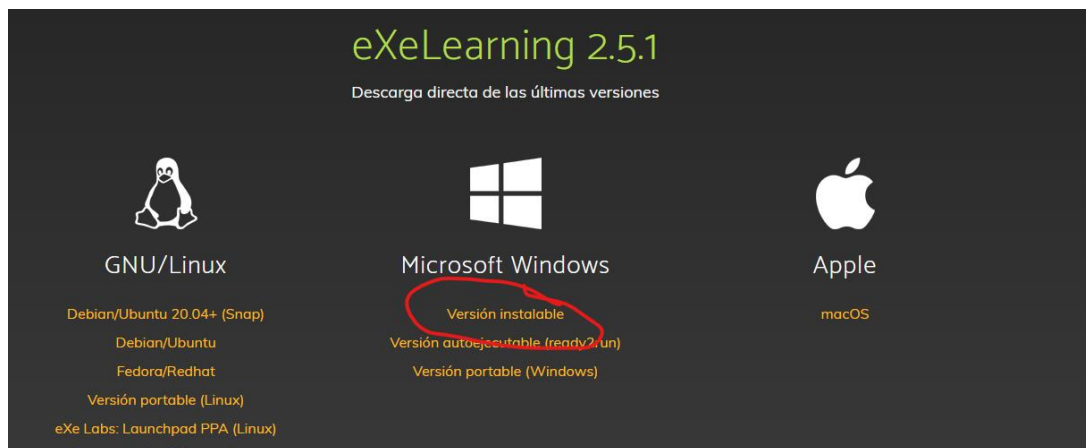 eXeLearning 2.5.1
Descarga directa de las últimas versiones
GNU/Linux
Debian/Ubuntu 20.04+ (Snap)
Debian/Ubuntu
Fedora/Redhat
Versión portable (Linux)
eXe Labs: Launchpad PPA (Linux)
Microsoft Windows
Versión instalable
Versión autoejecutable (ready2run)
Versión portable (Windows)
Apple
macOS